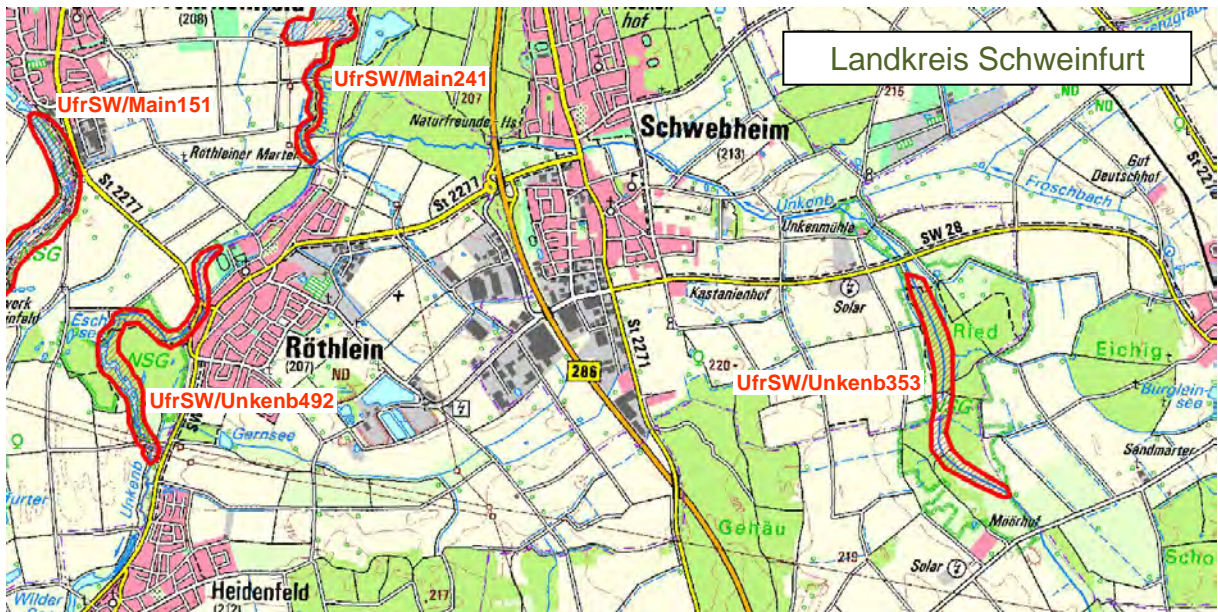 (208)
hof
Landkreis Schweinfurt
UfrSW/Main241
UfrSW/Main151
207
Naturfreunde-Hs
215
ND
ND
Schwebheim
(213)
Röthleiner Marter
St 2277
St 2277
Gut
Deutschhof
Froschbach
Unkenb
Unkenmühle
SW 28
NSG
Kastanienhof
Solar
Ried
Eichig
NSG
Röthlein
(207)
ND
286
St 2271
220
UfrSW/Unkenb353
UfrSW/Unkenb492
Burglein-
see
Gernsee
Sandmarter
Unkenb
Gehäu
Moorhof
219
Solar
Scho
Heidenfeld
(212)
217
Wilder